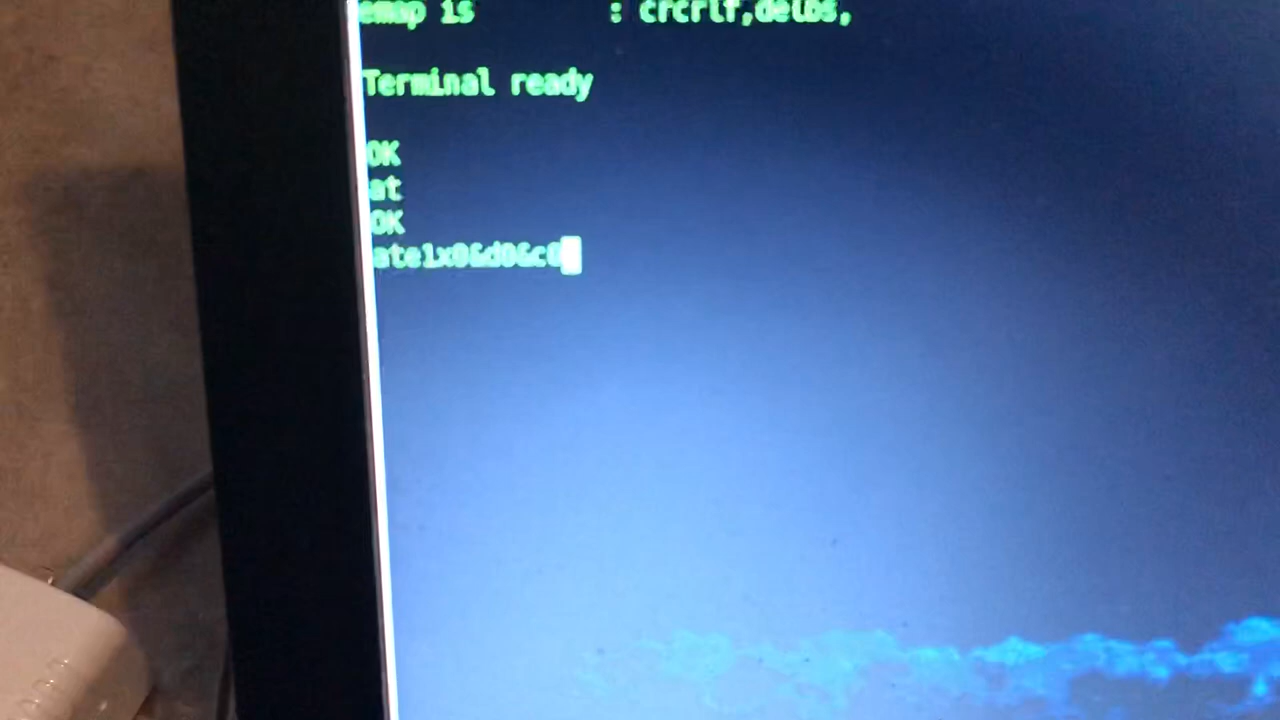 emap is : crcrlf,delbs,
Terminal ready
OK
at
OK
ate1x0&d0&c0